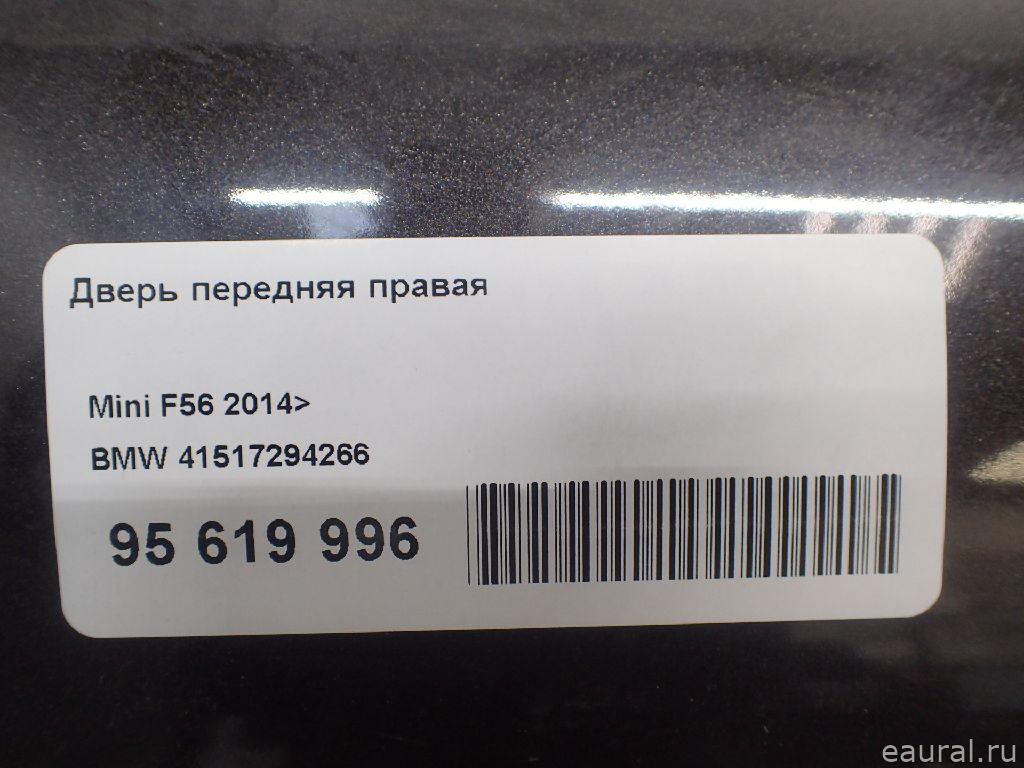 Дверь передняя правая
Mini F56 2014>
BMW 41517294266
95 619 996
eaural.ru